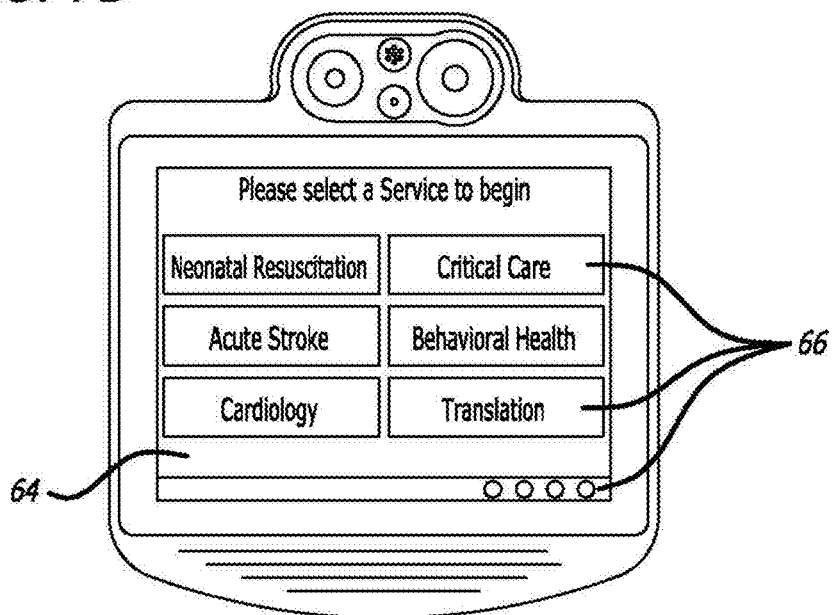 Please select a Service to begin
Neonatal Resuscitation
Critical Care
Acute Stroke
Behavioral Health
66
Cardiology
Translation
64